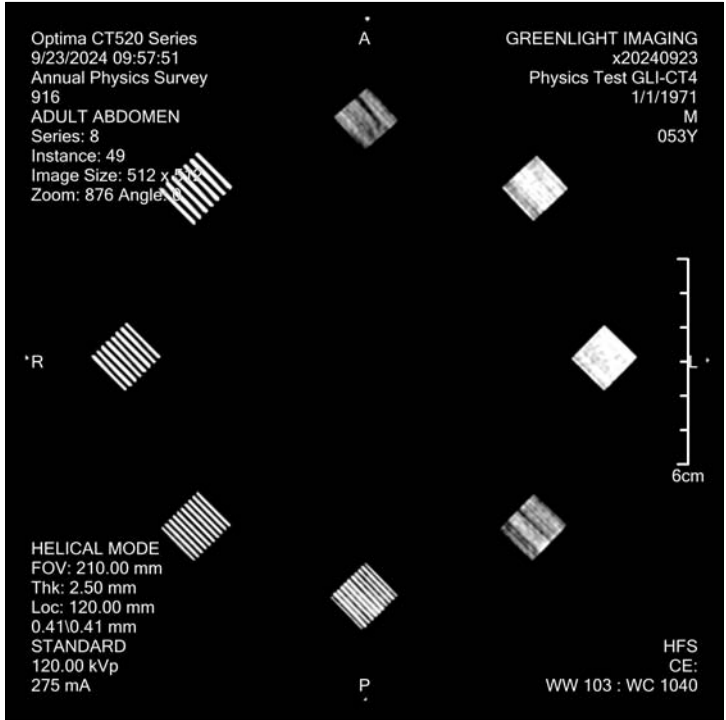 Optima CT520 Series
9/23/2024 09:57:51
Annual Physics Survey
916
ADULT ABDOMEN
Series: 8
Instance: 49
Image Size: 512 x 512
Zoom: 876 Angle: 0
A
GREENLIGHT IMAGING
x20240923
Physics Test GLI-CT4
1/1/1971
M
053Y
R
L
6cm
HELICAL MODE
FOV: 210.00 mm
Thk: 2.50 mm
Loc: 120.00 mm
0.41\0.41 mm
STANDARD
120.00 kVp
275 mA
P
HFS
CE:
WW 103 : WC 1040